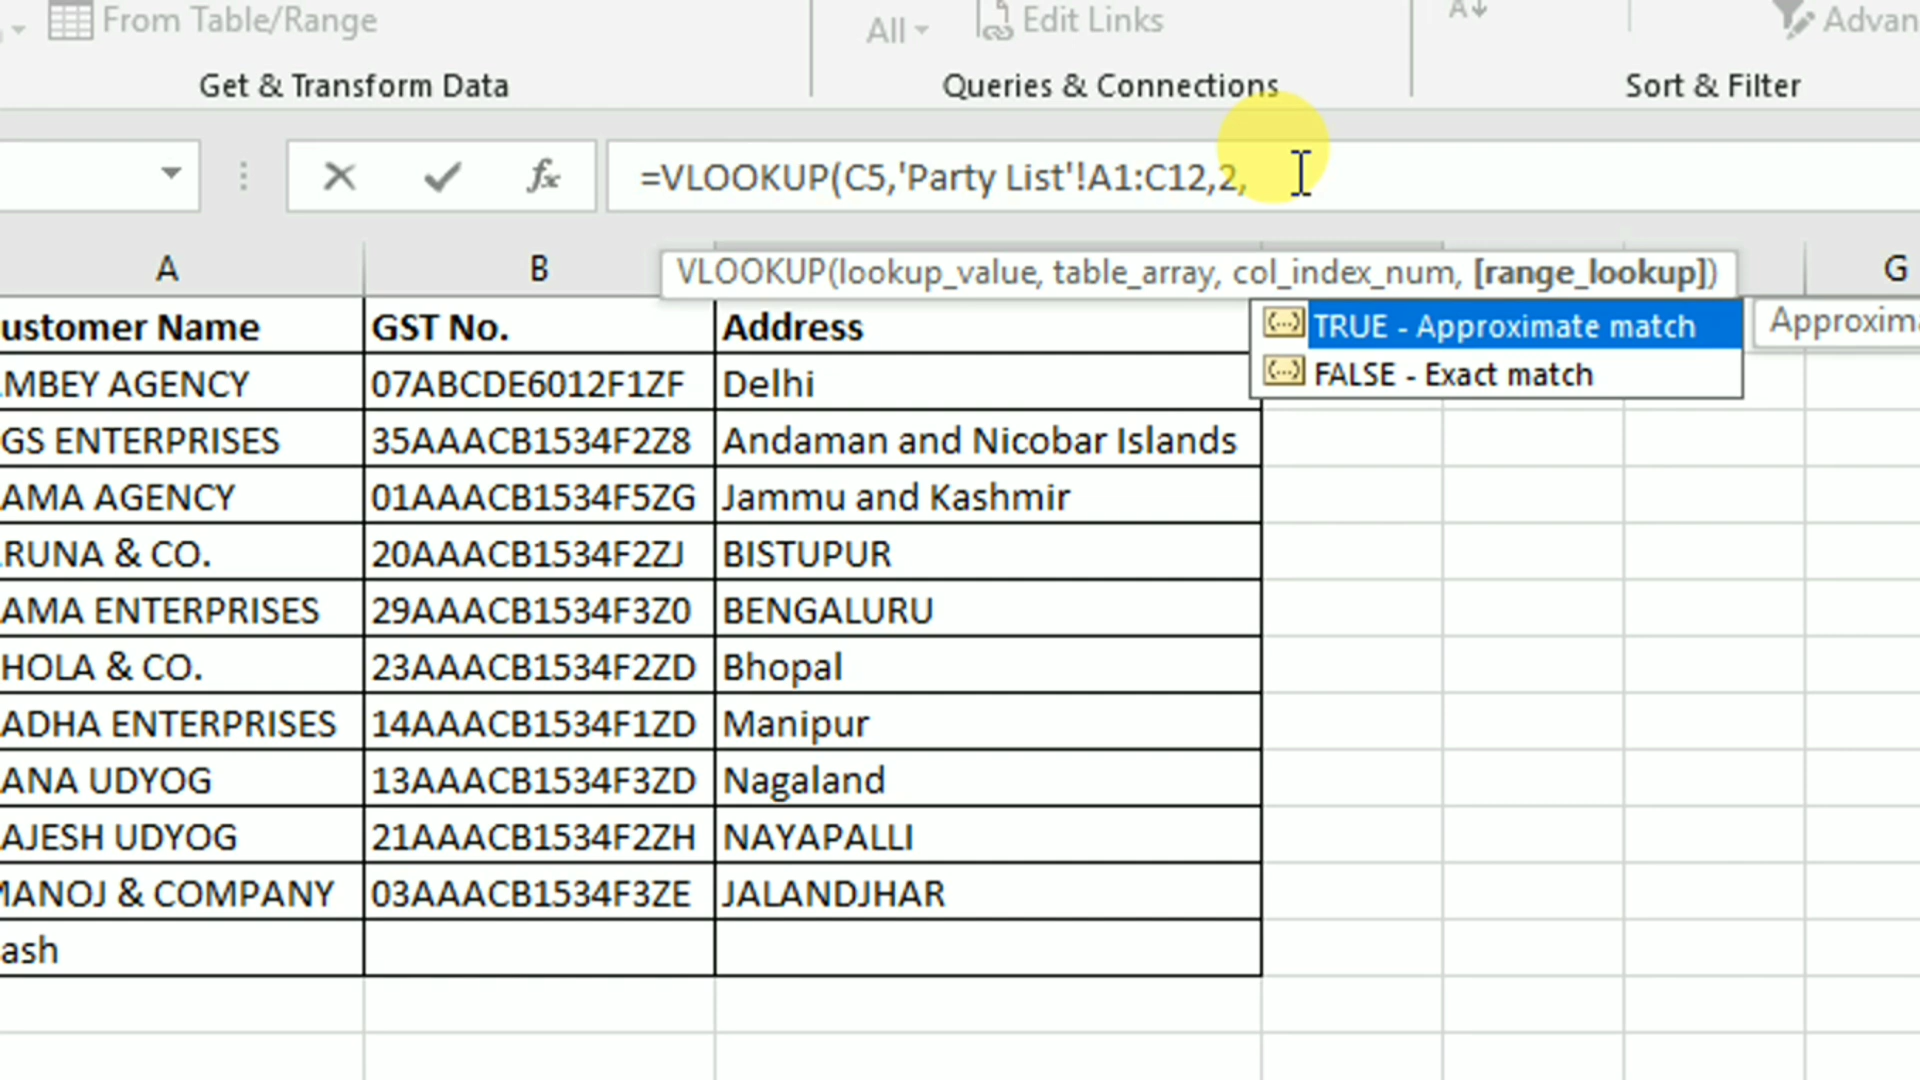 From Table/Range
All
Edit Links
Advan
Get & Transform Data
Queries & Connections
Sort & Filter
fx
=VLOOKUP(C5,'Party List'!A1:C12,2,
A
B
G
VLOOKUP(lookup_value, table_array, col_index_num, [range_lookup])
TRUE - Approximate match
Approxima
FALSE - Exact match
ustomer Name GST No. Address
MBEY AGENCY 07ABCDE6012F1ZF Delhi
GS ENTERPRISES 35AAACB1534F2Z8 Andaman and Nicobar Islands
AMA AGENCY 01AAACB1534F5ZG Jammu and Kashmir
RUNA & CO. 20AAACB1534F2ZJ BISTUPUR
AMA ENTERPRISES 29AAACB1534F3Z0 BENGALURU
HOLA & CO. 23AAACB1534F2ZD Bhopal
ADHA ENTERPRISES 14AAACB1534F1ZD Manipur
ANA UDYOG 13AAACB1534F3ZD Nagaland
AJESH UDYOG 21AAACB1534F2ZH NAYAPALLI
MANOJ & COMPANY 03AAACB1534F3ZE JALANDJHAR
ash